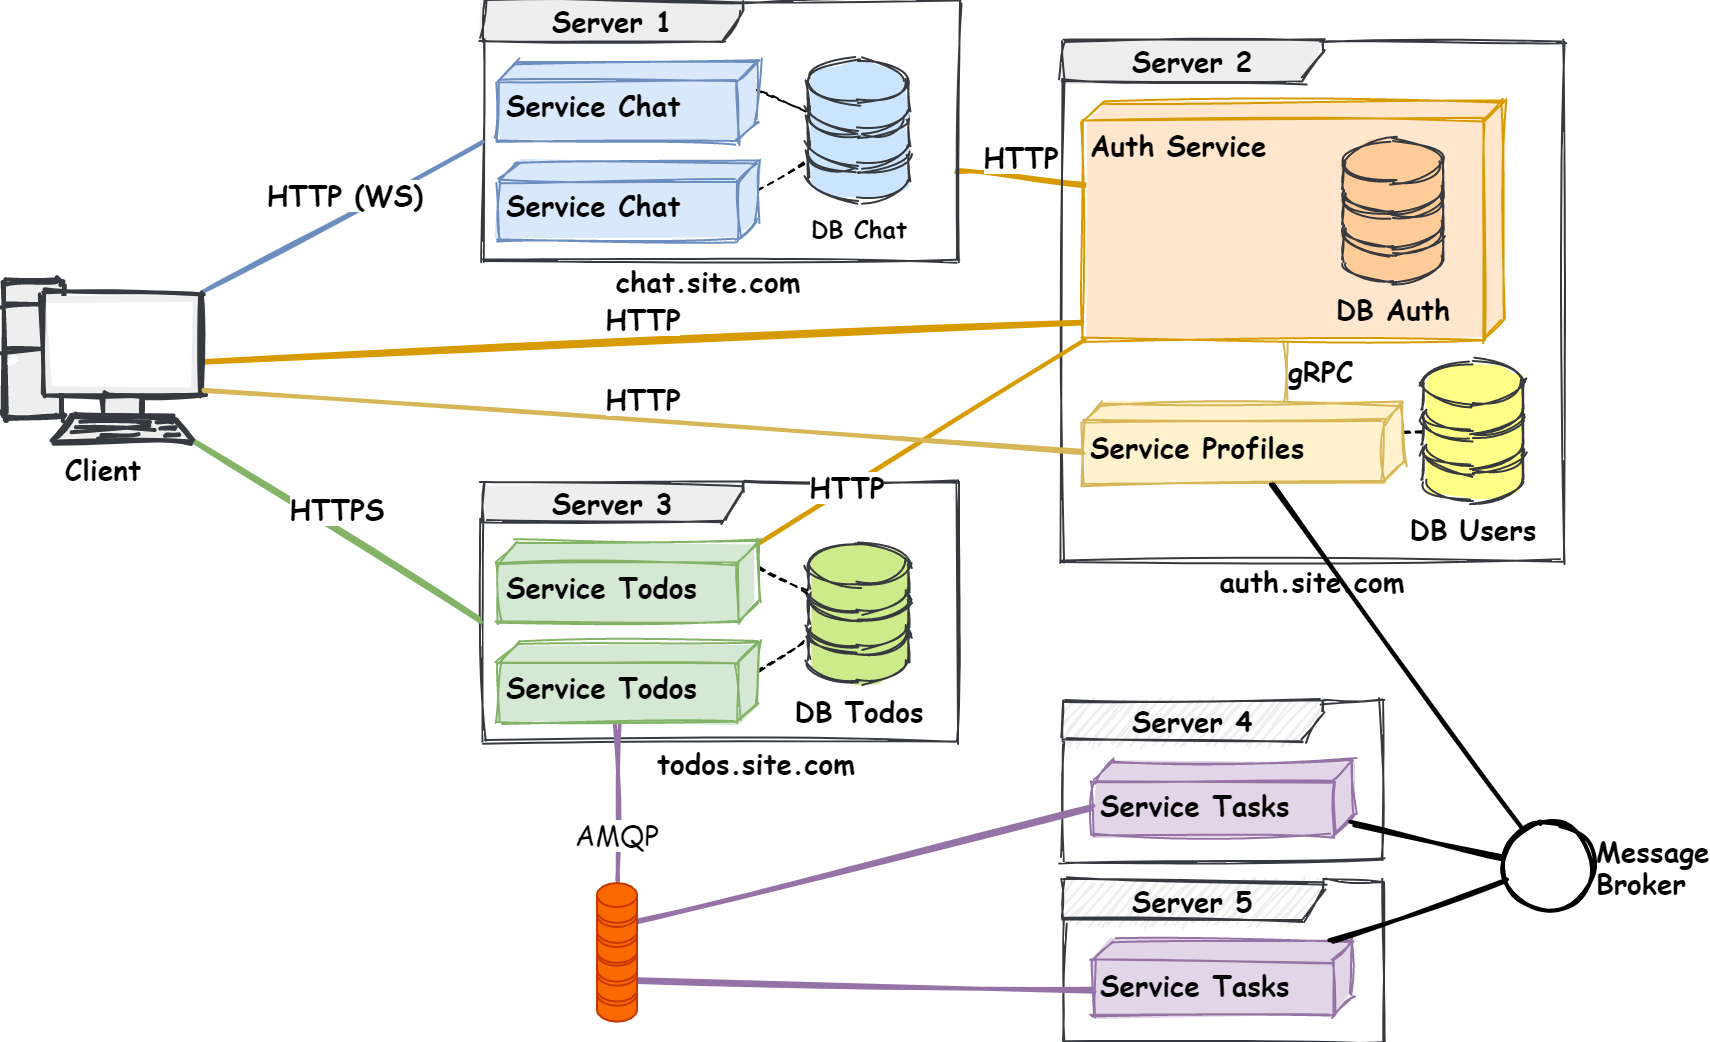 Server 1
Service Chat
Service Chat
DB Chat
chat.site.com
Server 2
Auth Service
DB Auth
gRPC
Service Profiles
DB Users
auth.site.com
HTTP
HTTP (WS)
HTTP
HTTP
HTTP
HTTPS
Client
Server 3
Service Todos
Service Todos
DB Todos
todos.site.com
AMQP
Server 4
Service Tasks
Server 5
Service Tasks
Message
Broker